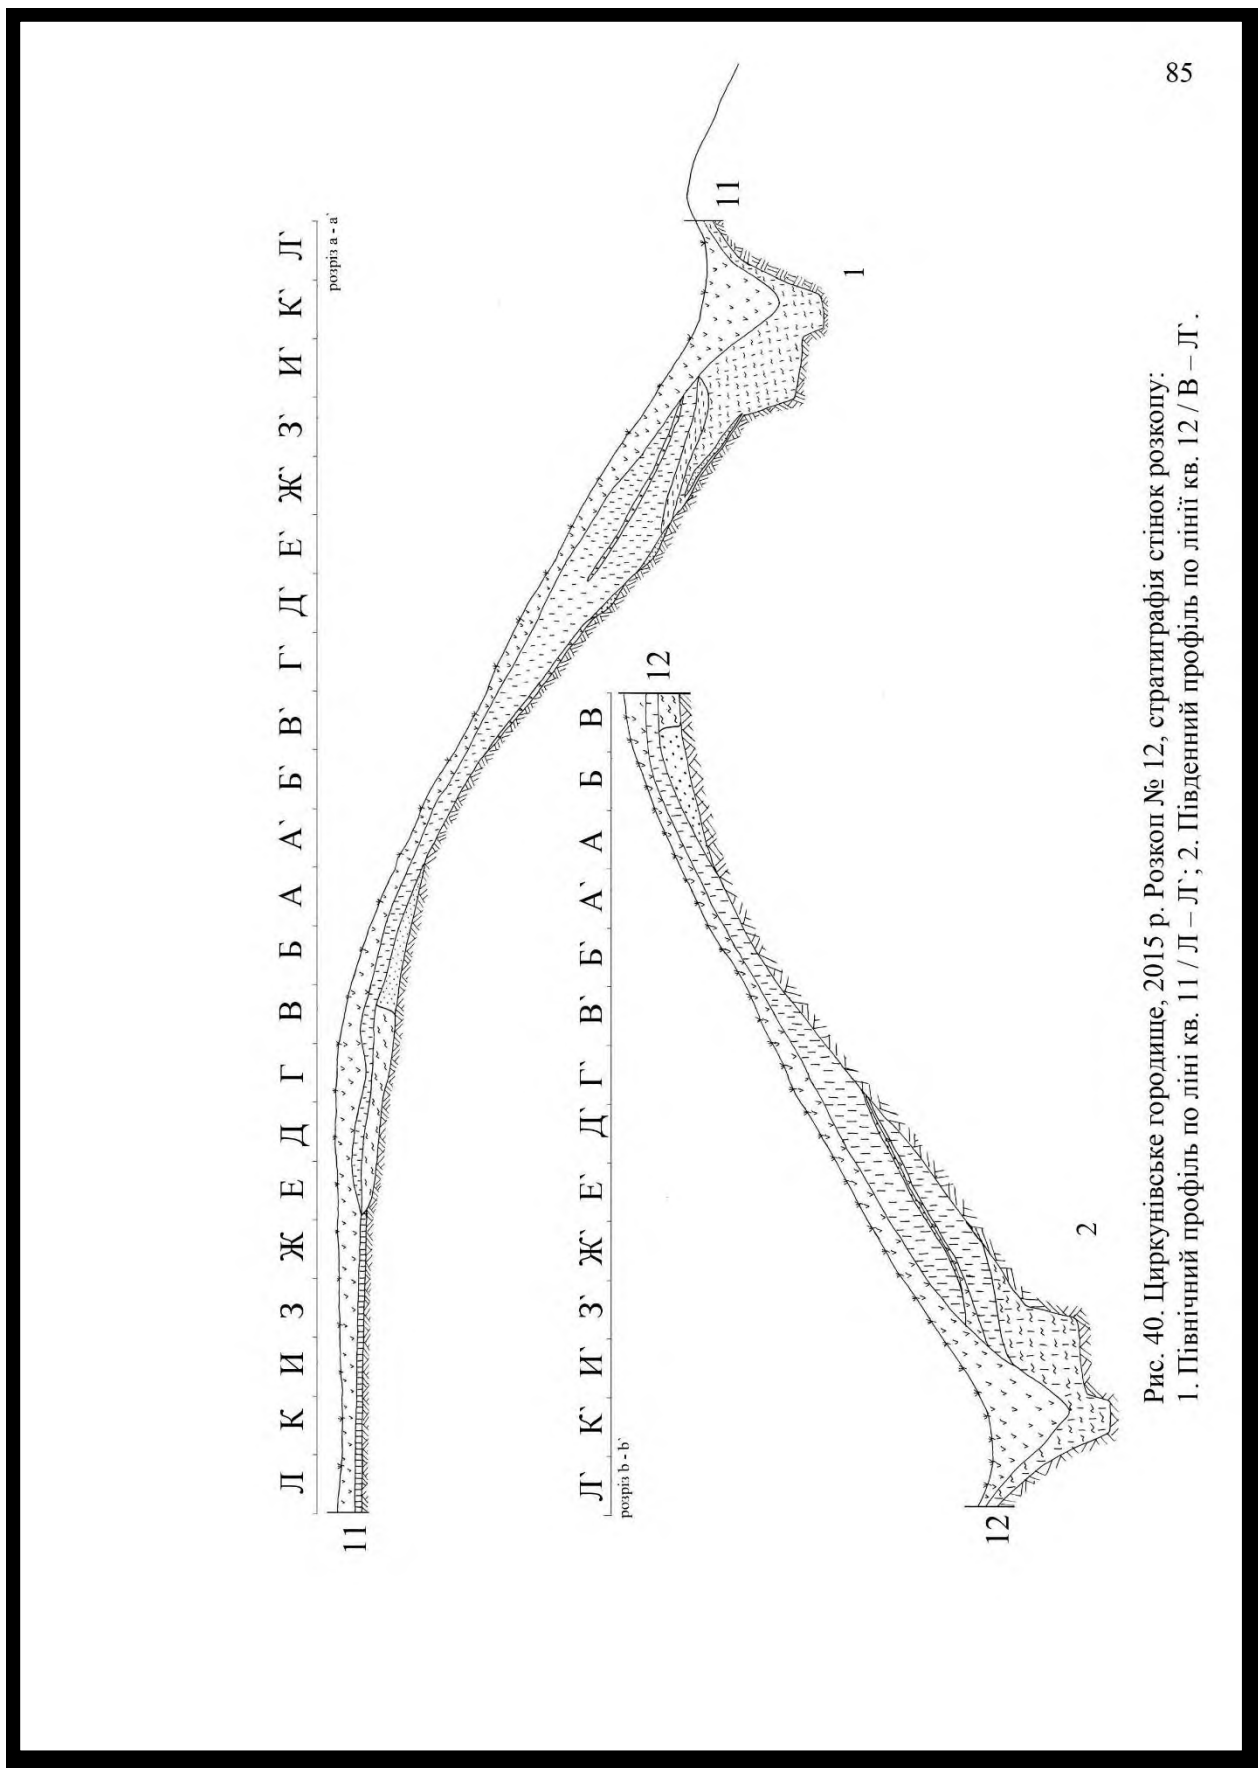 85
Л К И З Ж Е Д Г В Б А А` Б` В` Г` Д` Е` Ж` З` И` К` Л`
розріз a - a`
11
11
1
Л` К` И` З` Ж` Е` Д` Г` В` Б` А` А Б В
розріз b - b`
12
12
2
Рис. 40. Циркунівське городище, 2015 р. Розкоп № 12, стратиграфія стінок розкопу:
1. Північний профіль по ліні кв. 11 / Л – Л`; 2. Південний профіль по лінії кв. 12 / В – Л`.